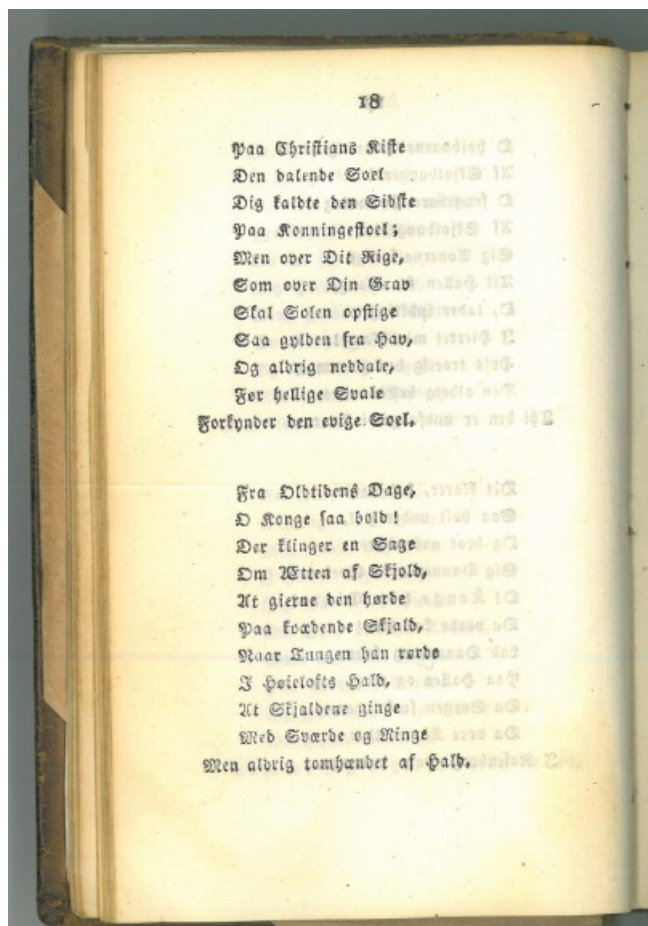 18
Paa Christians Kiste
Den dalende Soel
Dig kaldte den Sidste
Paa Konningestoel;
Men over Dit Rige,
Som over Din Grav
Skal Solen opstige
Saa gylden fra Hav,
Og aldrig neddale,
Før hellige Svale
Forkynder den evige Soel.
Fra Oldtidens Dage,
O Konge saa bold!
Der klinger en Sage
Om Ætten af Skjold,
At gierne den hørde
Paa kvædende Skjald,
Naar Tungen han rørde
I Høielofts Hald,
At Skjaldene ginge
Med Sværde og Ringe
Men aldrig tomhændet af Hald.